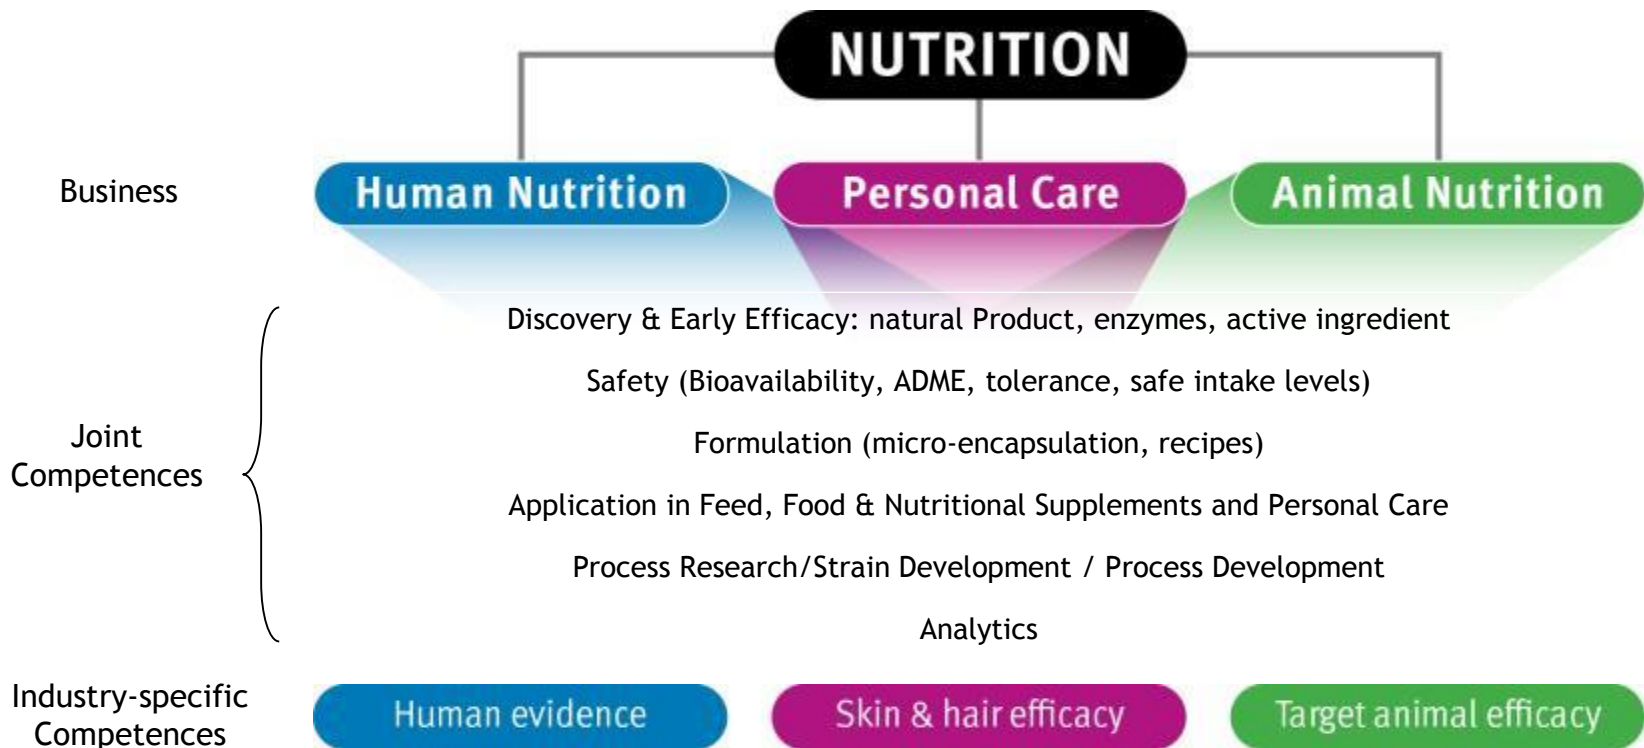 NUTRITION
Business
Human Nutrition
Personal Care
Animal Nutrition
Discovery & Early Efficacy: natural Product, enzymes, active ingredient
Safety (Bioavailability, ADME, tolerance, safe intake levels)
Joint
Competences
Formulation (micro-encapsulation, recipes)
Application in Feed, Food & Nutritional Supplements and Personal Care
Process Research/Strain Development / Process Development
Analytics
Industry-specific
Competences
Human evidence
Skin & hair efficacy
Target animal efficacy